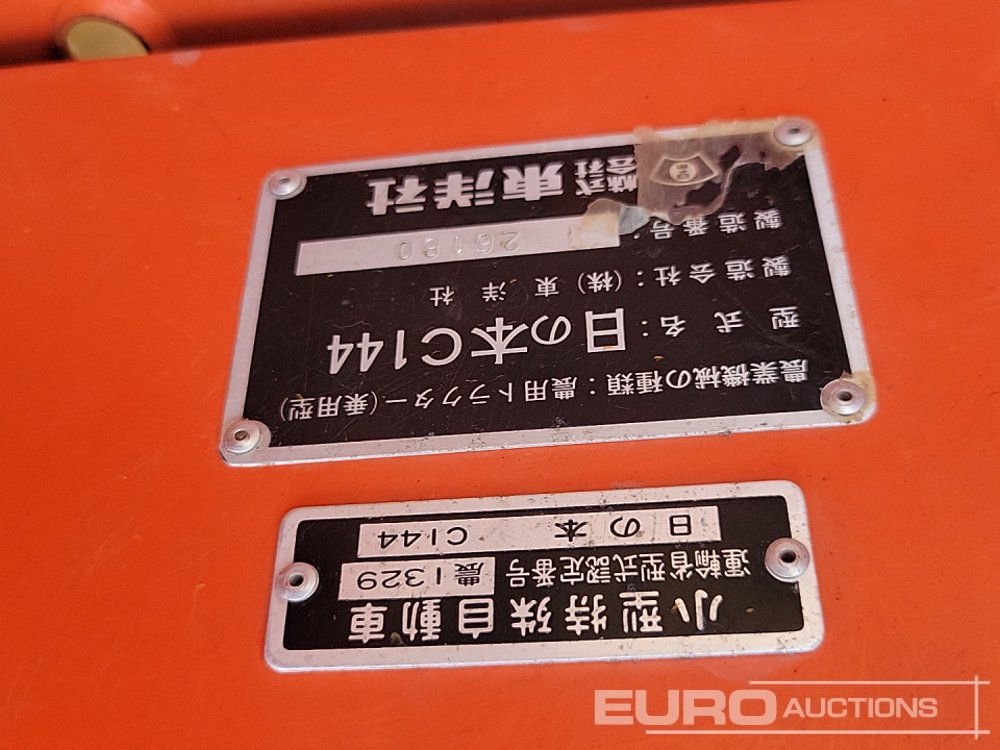 小型特殊自動車
運輸省型式認定番号 農1329
日の本 C144
農業機械の種類：農用トラクター(乗用型)
型式名：日の本C144
製造会社：(株)東洋社
製造番号：26180
株式会社 東洋社
EURO AUCTIONS